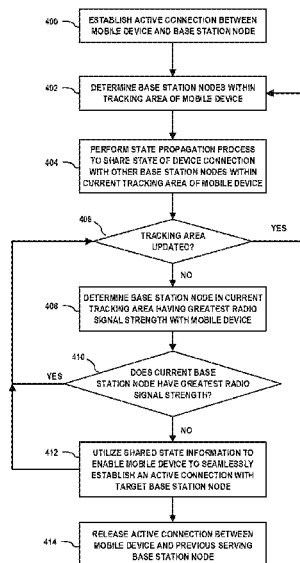 400
ESTABLISH ACTIVE CONNECTION BETWEEN
MOBILE DEVICE AND BASE STATION NODE
402
DETERMINE BASE STATION NODES WITHIN
TRACKING AREA OF MOBILE DEVICE
404
PERFORM STATE PROPAGATION PROCESS
TO SHARE STATE OF DEVICE CONNECTION
WITH OTHER BASE STATION NODES WITHIN
CURRENT TRACKING AREA OF MOBILE DEVICE
406
TRACKING AREA
UPDATED?
YES
NO
408
DETERMINE BASE STATION NODE IN CURRENT
TRACKING AREA HAVING GREATEST RADIO
SIGNAL STRENGTH WITH MOBILE DEVICE
410
YES
DOES CURRENT BASE
STATION NODE HAVE GREATEST RADIO
SIGNAL STRENGTH?
NO
412
UTILIZE SHARED STATE INFORMATION TO
ENABLE MOBILE DEVICE TO SEAMLESSLY
ESTABLISH AN ACTIVE CONNECTION WITH
TARGET BASE STATION NODE
414
RELEASE ACTIVE CONNECTION BETWEEN
MOBILE DEVICE AND PREVIOUS SERVING
BASE STATION NODE